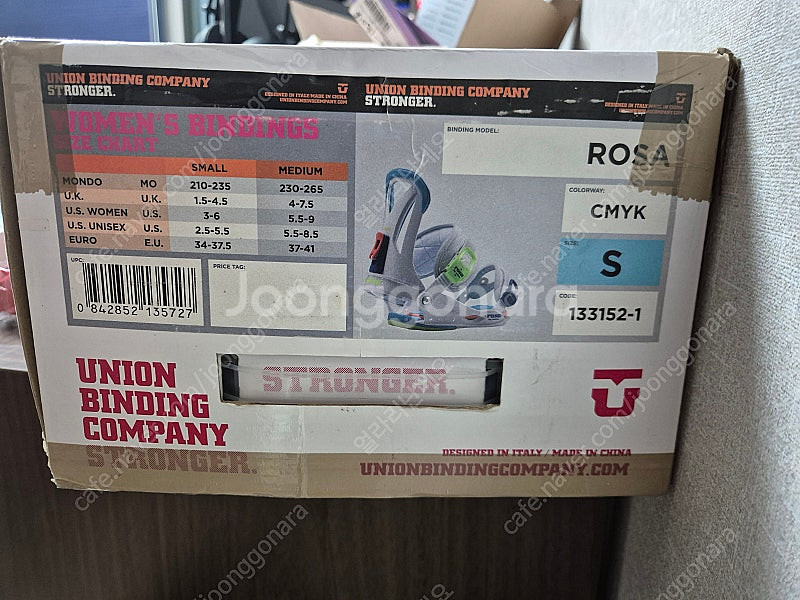 UNION BINDING COMPANY
STRONGER.
DESIGNED IN ITALY/MADE IN CHINA
UNIONBINDINGCOMPANY.COM
WOMEN'S BINDINGS
SIZE CHART
SMALL MEDIUM
MONDO MO 210-235 230-265
U.K. U.K. 1.5-4.5 4-7.5
U.S. WOMEN U.S. 3-6 5.5-9
U.S. UNISEX U.S. 2.5-5.5 5.5-8.5
EURO E.U. 34-37.5 37-41
UPC:
0 842852 135727
PRICE TAG:
UNION BINDING COMPANY
STRONGER.
DESIGNED IN ITALY/MADE IN CHINA
UNIONBINDINGCOMPANY.COM
BINDING MODEL:
ROSA
COLORWAY:
CMYK
SIZE:
S
CODE:
133152-1
Joonggonara
UNION
BINDING
COMPANY
STRONGER.
STRONGER.
DESIGNED IN ITALY / MADE IN CHINA
UNIONBINDINGCOMPANY.COM
cafe.naver.com/joonggonara